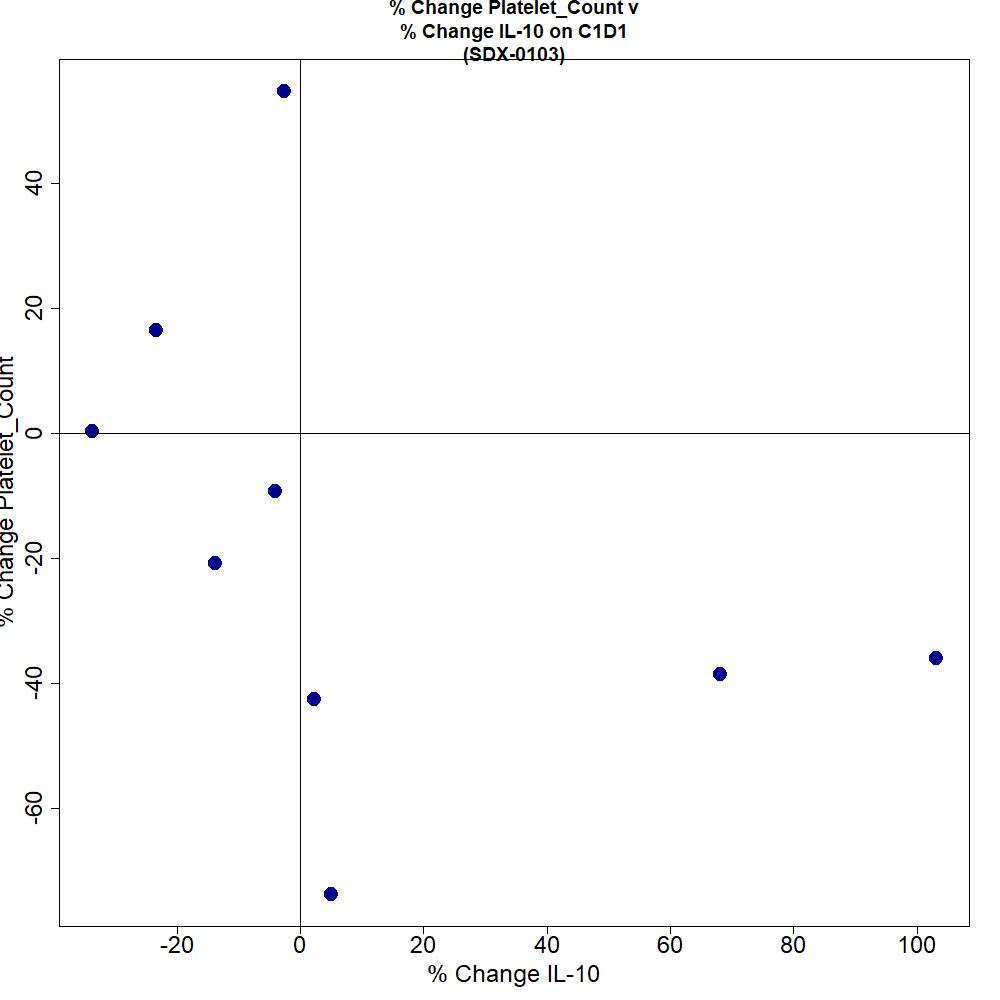 % Change Platelet_Count v
% Change IL-10 on C1D1
(SDX-0103)
% Change Platelet_Count
40
20
0
-20
-40
-60
-20 0 20 40 60 80 100
% Change IL-10